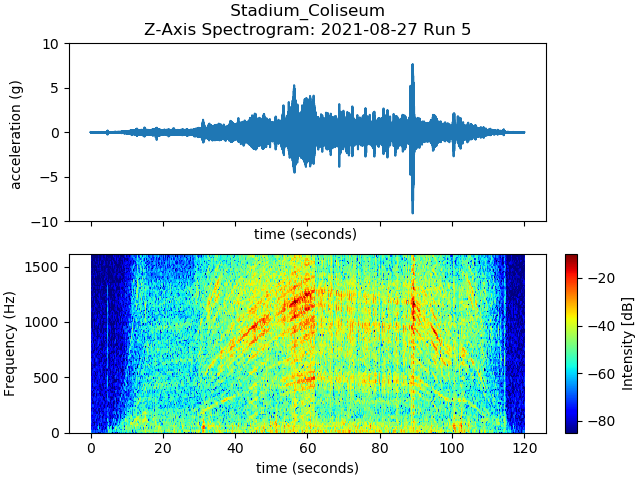 Stadium_Coliseum
Z-Axis Spectrogram: 2021-08-27 Run 5
10
5
0
−5
−10
acceleration (g)
time (seconds)
1500
1000
500
0
Frequency (Hz)
0 20 40 60 80 100 120
time (seconds)
−20
−40
−60
−80
Intensity [dB]